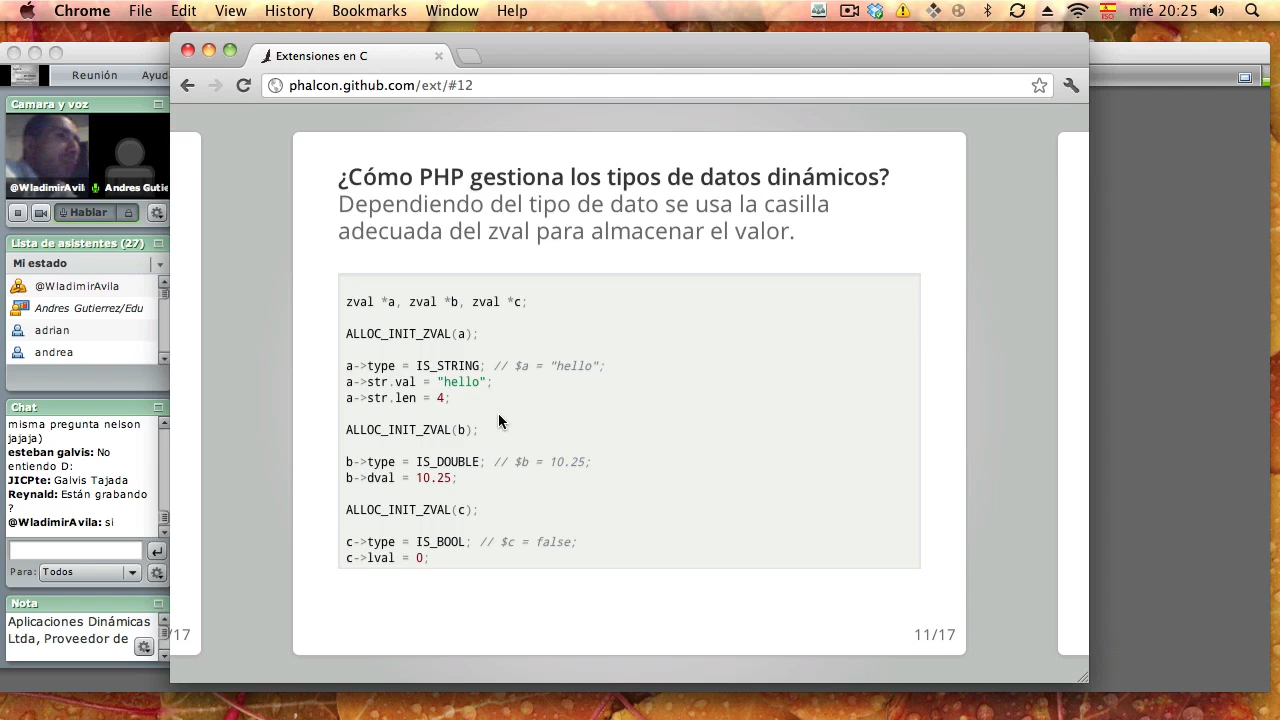 Chrome File Edit View History Bookmarks Window Help
ISO mié 20:25
Extensiones en C
Reunión Ayud
phalcon.github.com/ext/#12
Camara y voz
@WladimirAvil Andres Gutie
Hablar
Lista de asistentes (27)
Mi estado
@WladimirAvila
Andres Gutierrez/Edu
adrian
andrea
Chat
misma pregunta nelson
jajaja)
esteban galvis: No
entiendo D:
JICPte: Galvis Tajada
Reynald: Están grabando
?
@WladimirAvila: si
Para: Todos
Nota
Aplicaciones Dinámicas
Ltda, Proveedor de
/17
¿Cómo PHP gestiona los tipos de datos dinámicos?
Dependiendo del tipo de dato se usa la casilla
adecuada del zval para almacenar el valor.
zval *a, zval *b, zval *c;
ALLOC_INIT_ZVAL(a);
a->type = IS_STRING; // $a = "hello";
a->str.val = "hello";
a->str.len = 4;
ALLOC_INIT_ZVAL(b);
b->type = IS_DOUBLE; // $b = 10.25;
b->dval = 10.25;
ALLOC_INIT_ZVAL(c);
c->type = IS_BOOL; // $c = false;
c->lval = 0;
11/17